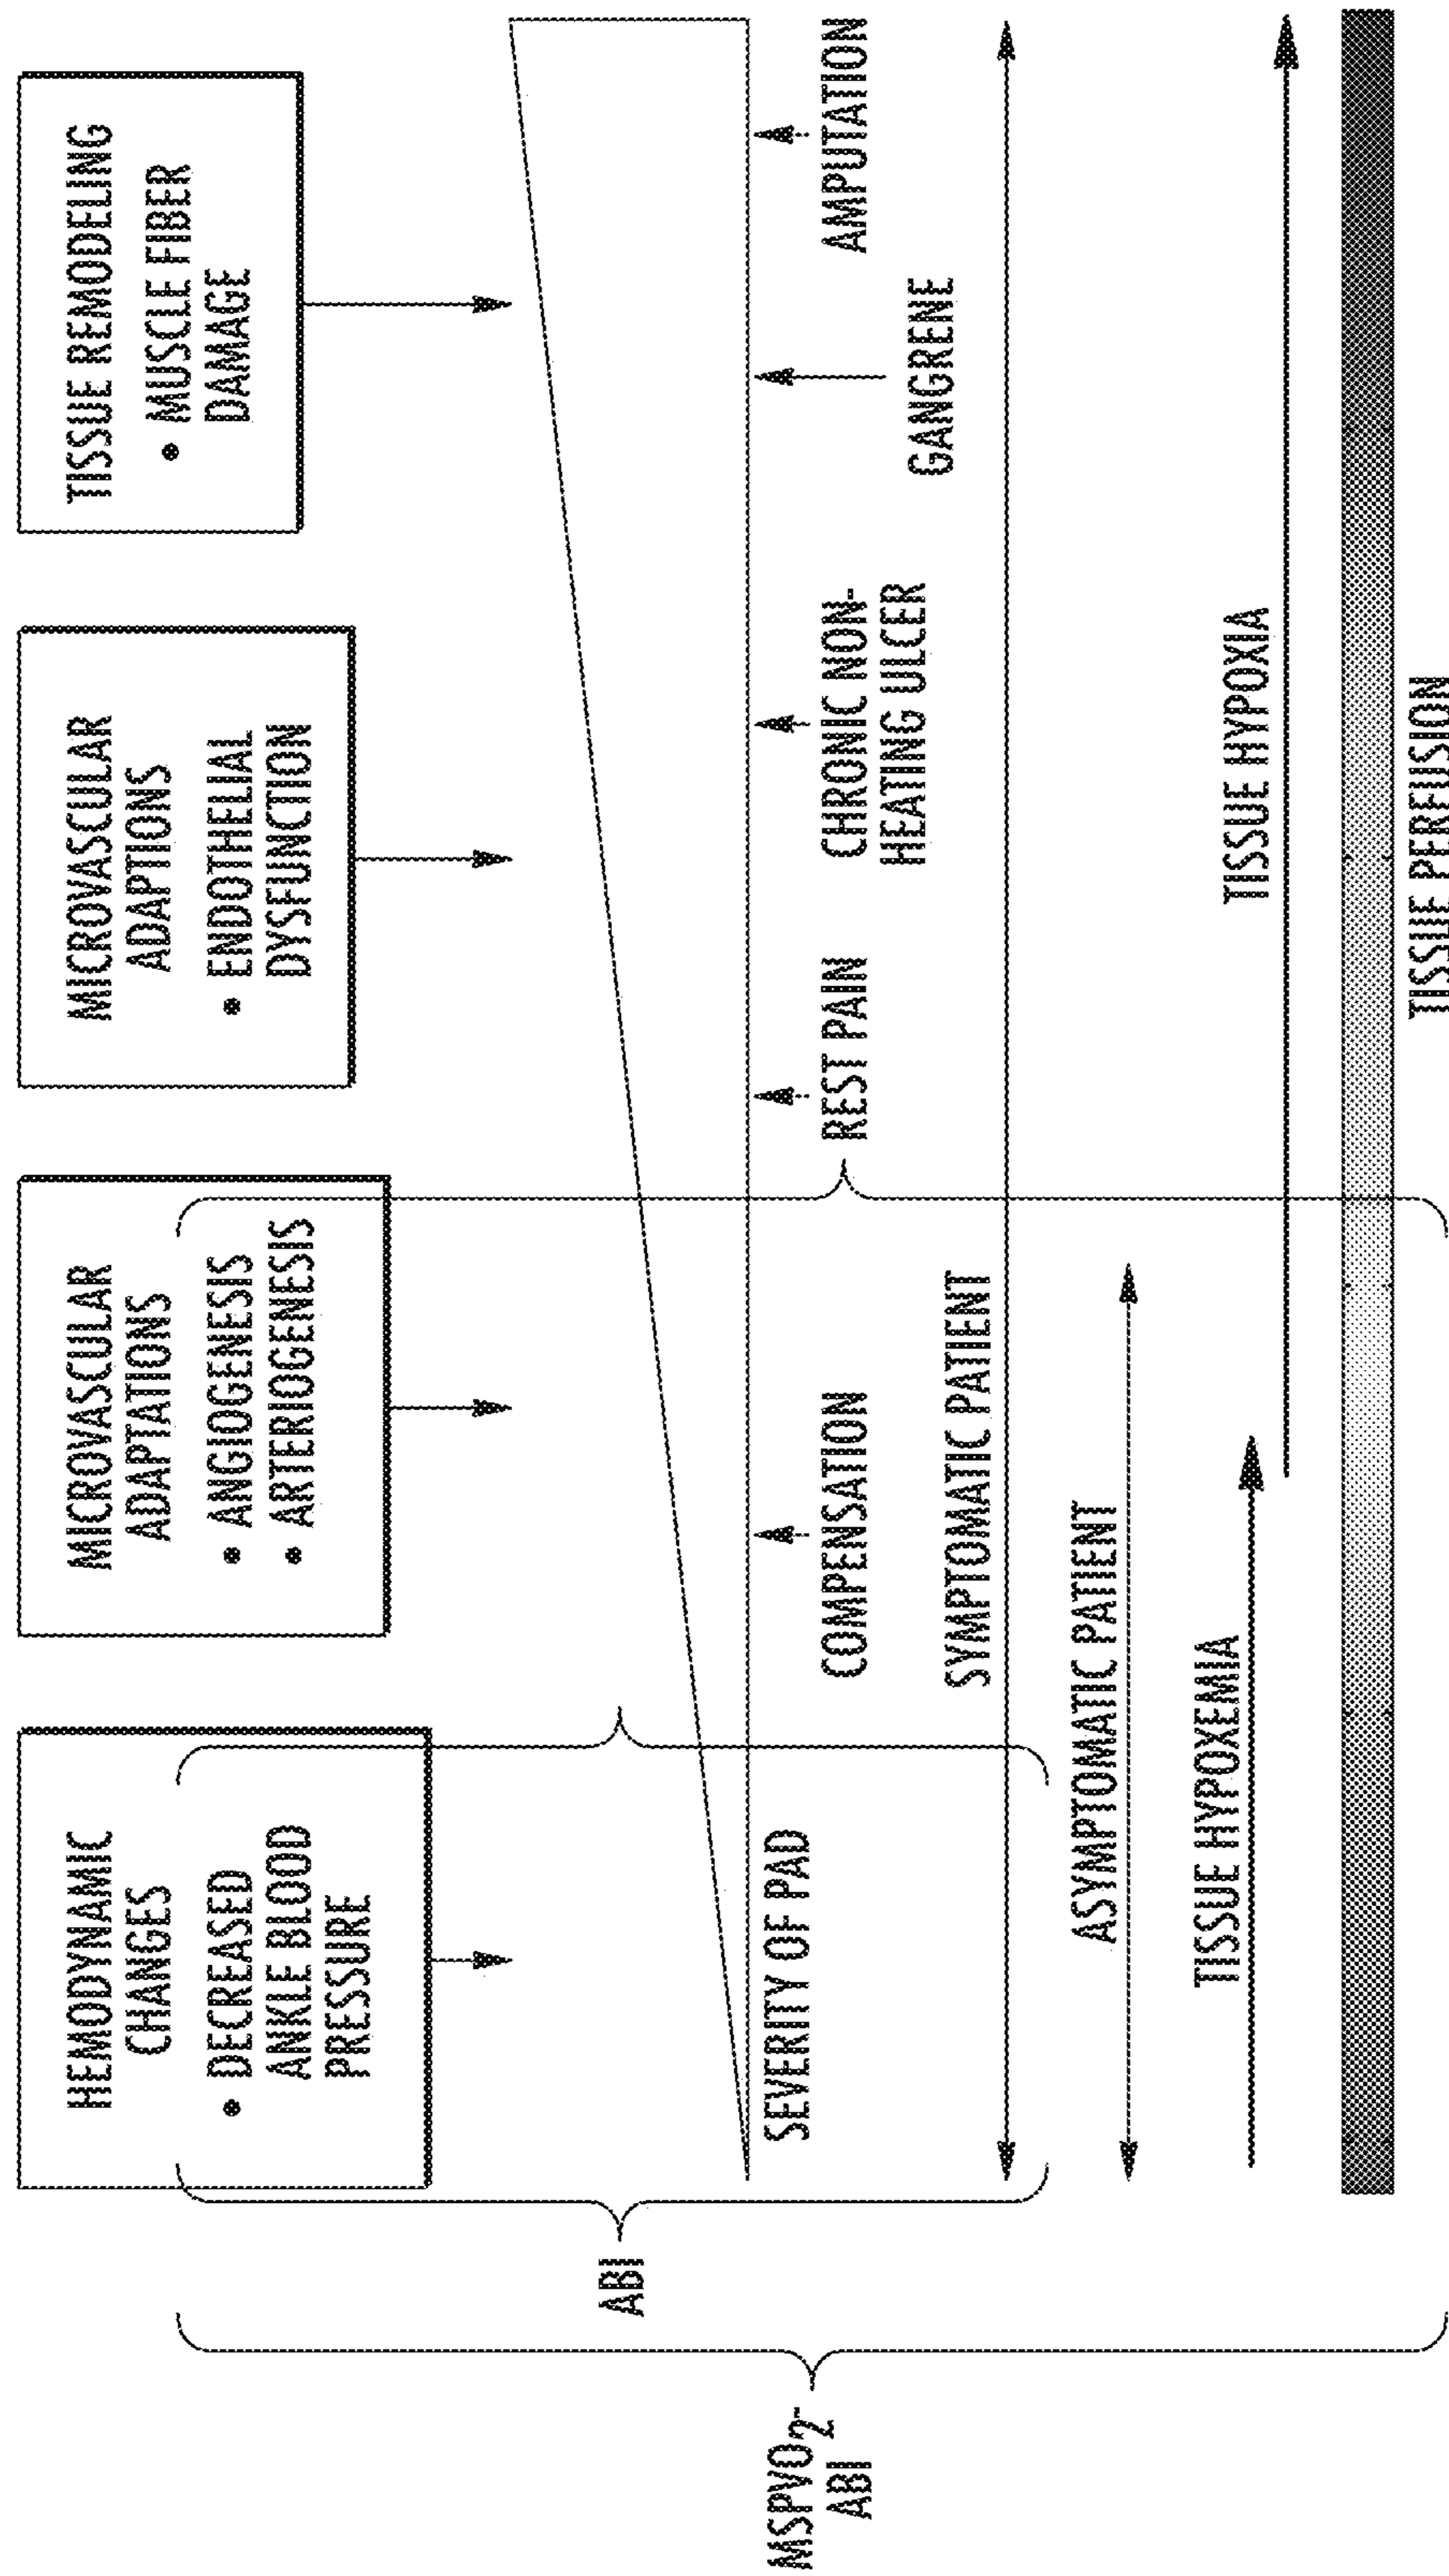 HEMODYNAMIC
CHANGES
• DECREASED
ANKLE BLOOD
PRESSURE
MICROVASCULAR
ADAPTATIONS
• ANGIOGENESIS
• ARTERIOGENESIS
MICROVASCULAR
ADAPTIONS
• ENDOTHELIAL
DYSFUNCTION
TISSUE REMODELING
• MUSCLE FIBER
DAMAGE
ABI
MSPVO2-
ABI
SEVERITY OF PAD
COMPENSATION
REST PAIN
CHRONIC NON-
HEATING ULCER
GANGRENE
AMPUTATION
SYMPTOMATIC PATIENT
ASYMPTOMATIC PATIENT
TISSUE HYPOXEMIA
TISSUE HYPOXIA
TISSUE PERFUSION